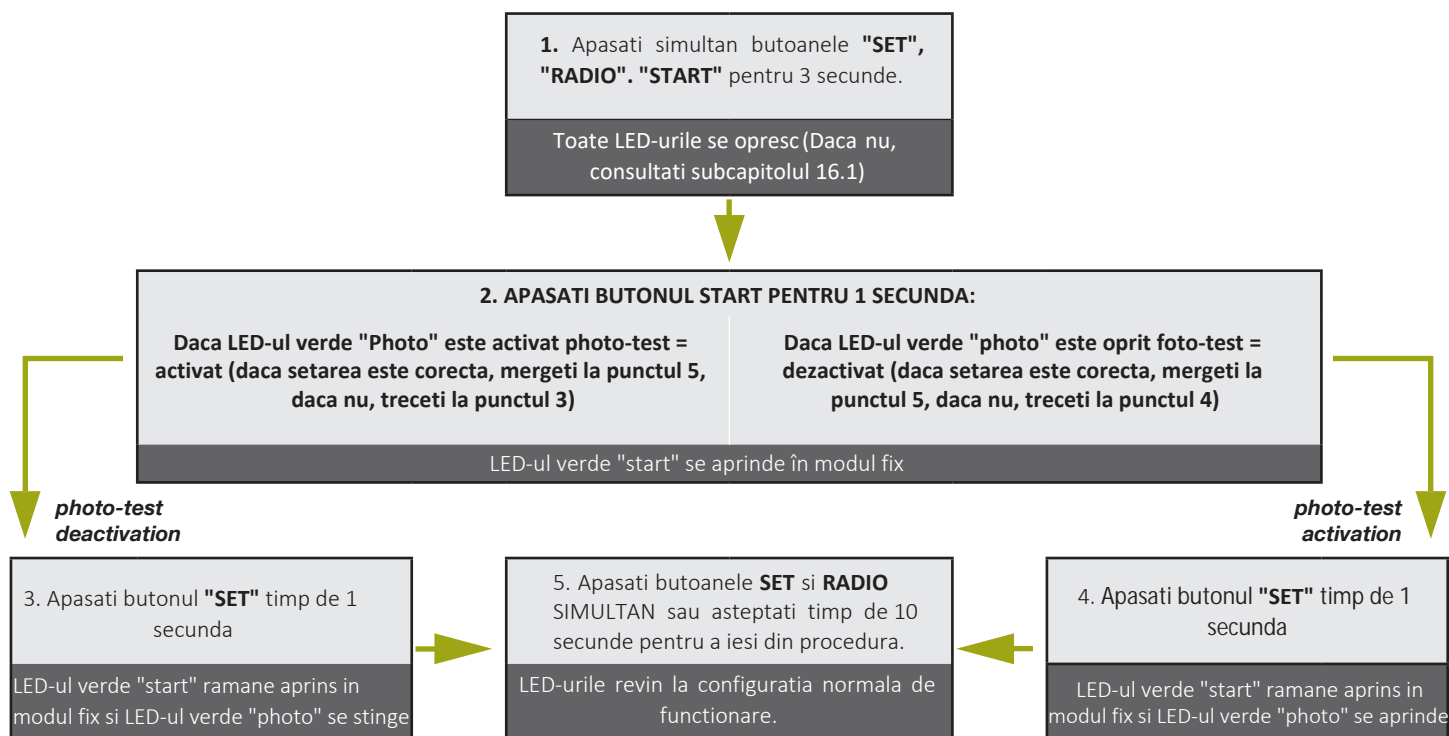 1. Apasati simultan butoanele "SET",
"RADIO". "START" pentru 3 secunde.
Toate LED-urile se opresc (Daca nu,
consultati subcapitolul 16.1)
2. APASATI BUTONUL START PENTRU 1 SECUNDA:
Daca LED-ul verde "Photo" este activat photo-test =
activat (daca setarea este corecta, mergeti la punctul 5,
daca nu, treceti la punctul 3)
Daca LED-ul verde "photo" este oprit foto-test =
dezactivat (daca setarea este corecta, mergeti la
punctul 5, daca nu, treceti la punctul 4)
LED-ul verde "start" se aprinde în modul fix
photo-test
deactivation
photo-test
activation
3. Apasati butonul "SET" timp de 1
secunda
LED-ul verde "start" ramane aprins in
modul fix si LED-ul verde "photo" se stinge
5. Apasati butoanele SET si RADIO
SIMULTAN sau asteptati timp de 10
secunde pentru a iesi din procedura.
LED-urile revin la configuratia normala de
functionare.
4. Apasati butonul "SET" timp de 1
secunda
LED-ul verde "start" ramane aprins in
modul fix si LED-ul verde "photo" se aprinde